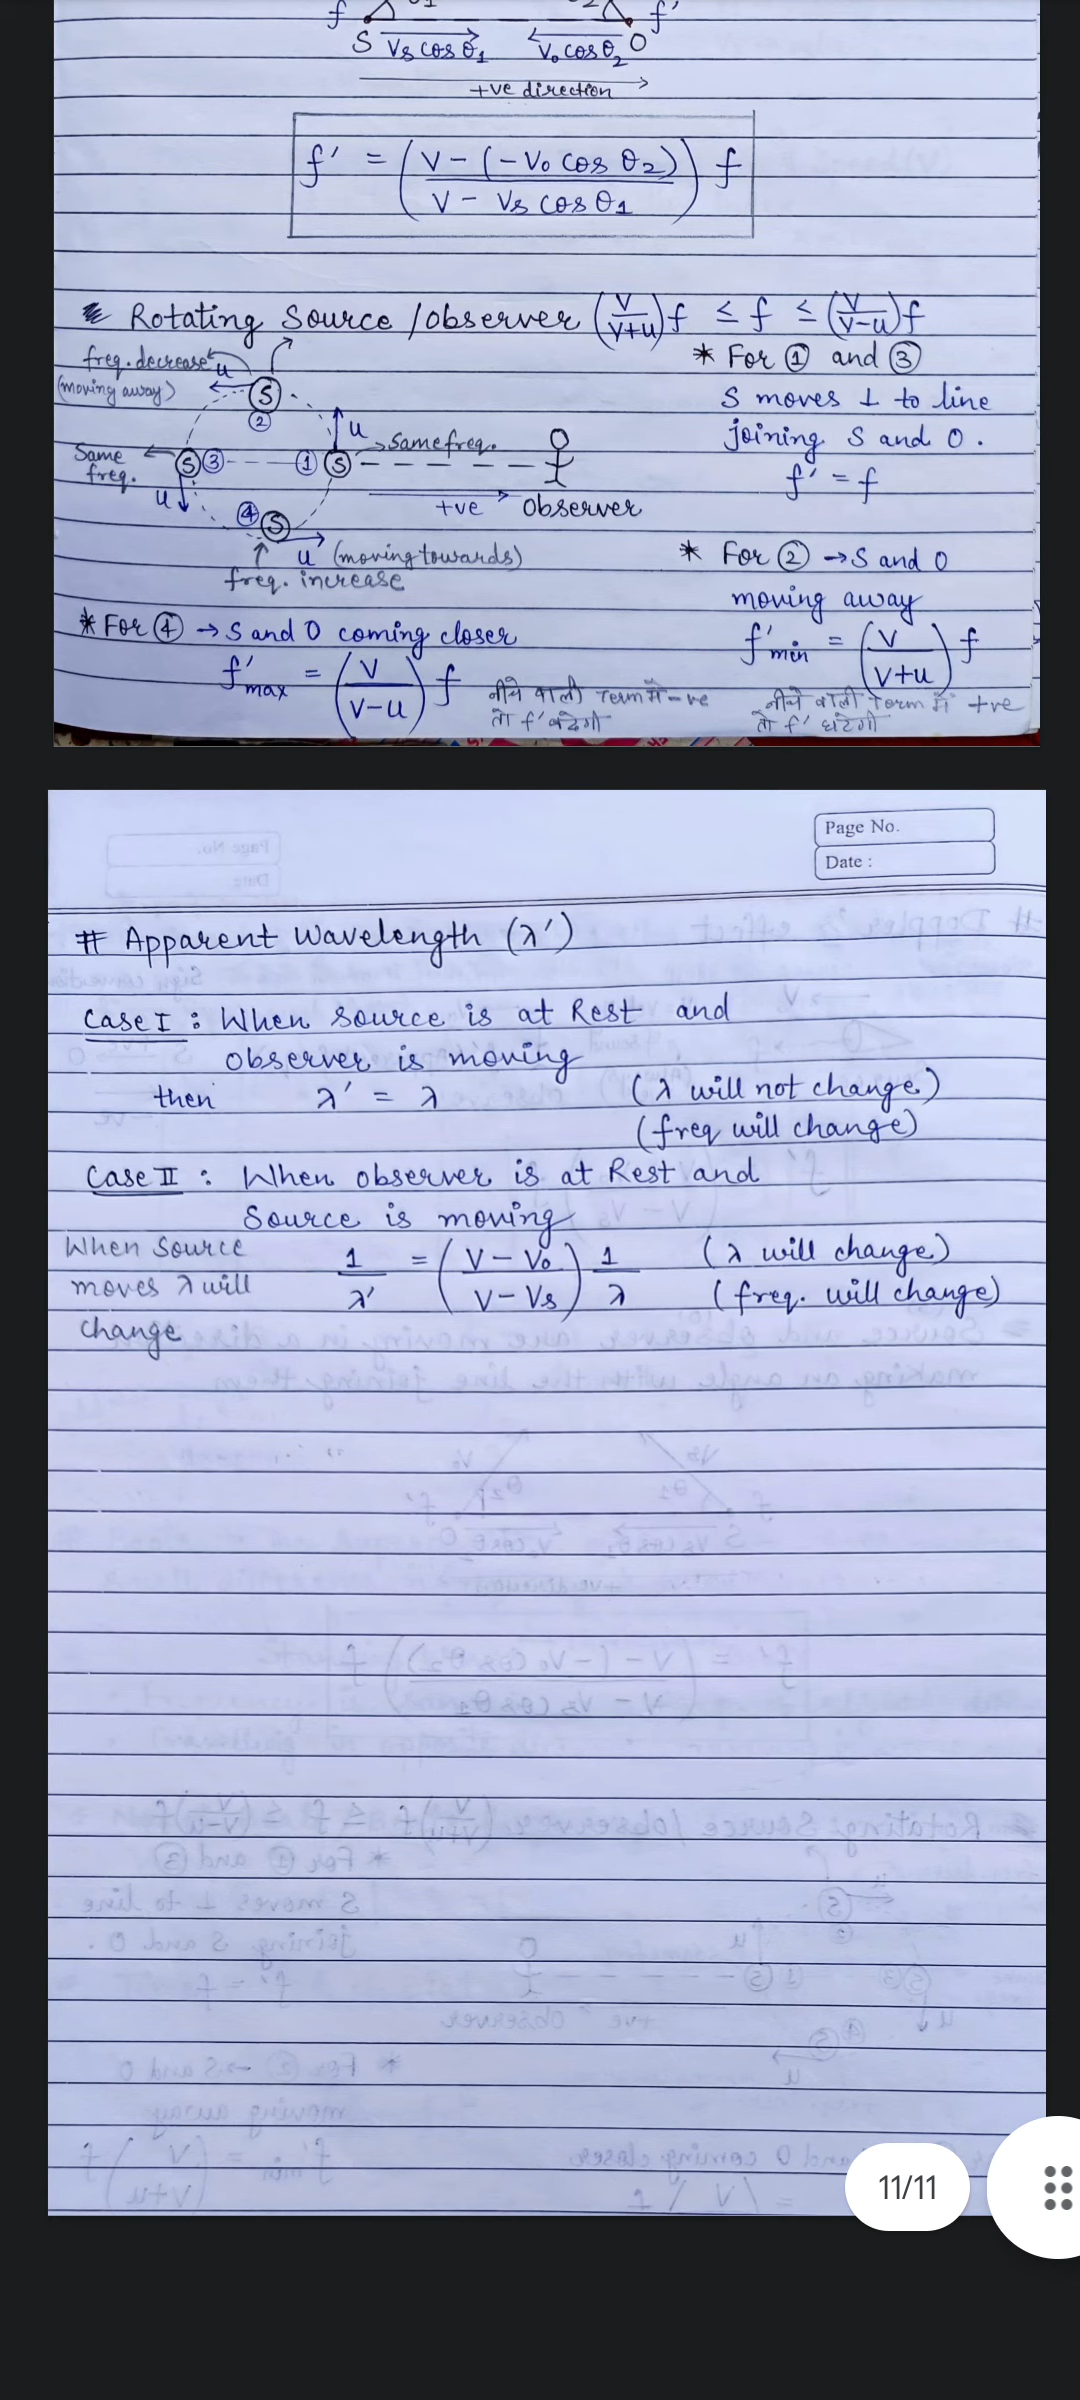 f f'
S Vs cos θ1 Vo cos θ2 O
+ve direction
f' = (V - (-Vo cos θ2) / V - Vs cos θ1) f
Rotating Source / observer (V/V+u) f ≤ f ≤ (V/V-u) f
freq. decrease u
(moving away) S
2
* For ① and ③
S moves ⊥ to line
joining S and O.
f' = f
u Same freq.
Same freq. S ③ ① S
u +ve observer
④ S
u (moving towards)
freq. increase
* For ② → S and O
moving away
f'min = (V / V+u) f
नीचे वाली Term में +ve
तो f' घटेगी
* For ④ → S and O coming closer
f'max = (V / V-u) f
नीचे वाली Term में -ve
तो f' बढेगी
Page No.
Date :
# Apparent Wavelength (λ')
Case I : When source is at Rest and
observer is moving
then λ' = λ (λ will not change)
(freq will change)
Case II : When observer is at Rest and
Source is moving
When Source
moves λ will
change
1/λ' = (V - Vo / V - Vs) 1/λ (λ will change)
(freq. will change)
11/11